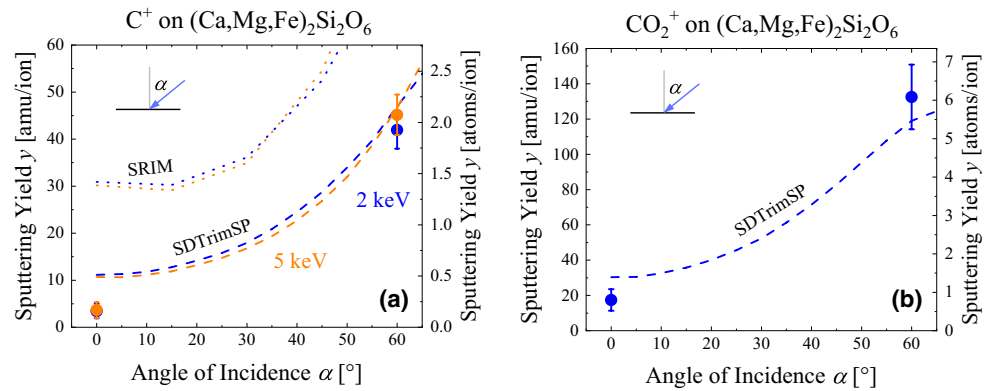 C⁺ on (Ca,Mg,Fe)₂Si₂O₆
Sputtering Yield y [amu/ion]
60
50
40
30
20
10
0
α
SRIM
SDTrimSP
2 keV
5 keV
(a)
2.5
2.0
1.5
1.0
0.5
0.0
Sputtering Yield y [atoms/ion]
0 10 20 30 40 50 60
Angle of Incidence α [°]
CO₂⁺ on (Ca,Mg,Fe)₂Si₂O₆
Sputtering Yield y [amu/ion]
160
140
120
100
80
60
40
20
0
α
SDTrimSP
(b)
7
6
5
4
3
2
1
0
Sputtering Yield y [atoms/ion]
0 10 20 30 40 50 60
Angle of Incidence α [°]